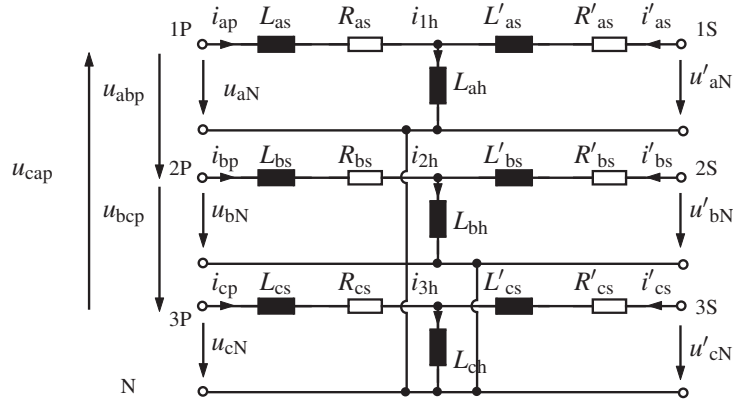 1P i_ap L_as R_as i_1h L'_as R'_as i'_as 1S
u_abp u_aN L_ah u'_aN
u_cap
2P i_bp L_bs R_bs i_2h L'_bs R'_bs i'_bs 2S
u_bcp u_bN L_bh u'_bN
3P i_cp L_cs R_cs i_3h L'_cs R'_cs i'_cs 3S
u_cN L_ch u'_cN
N